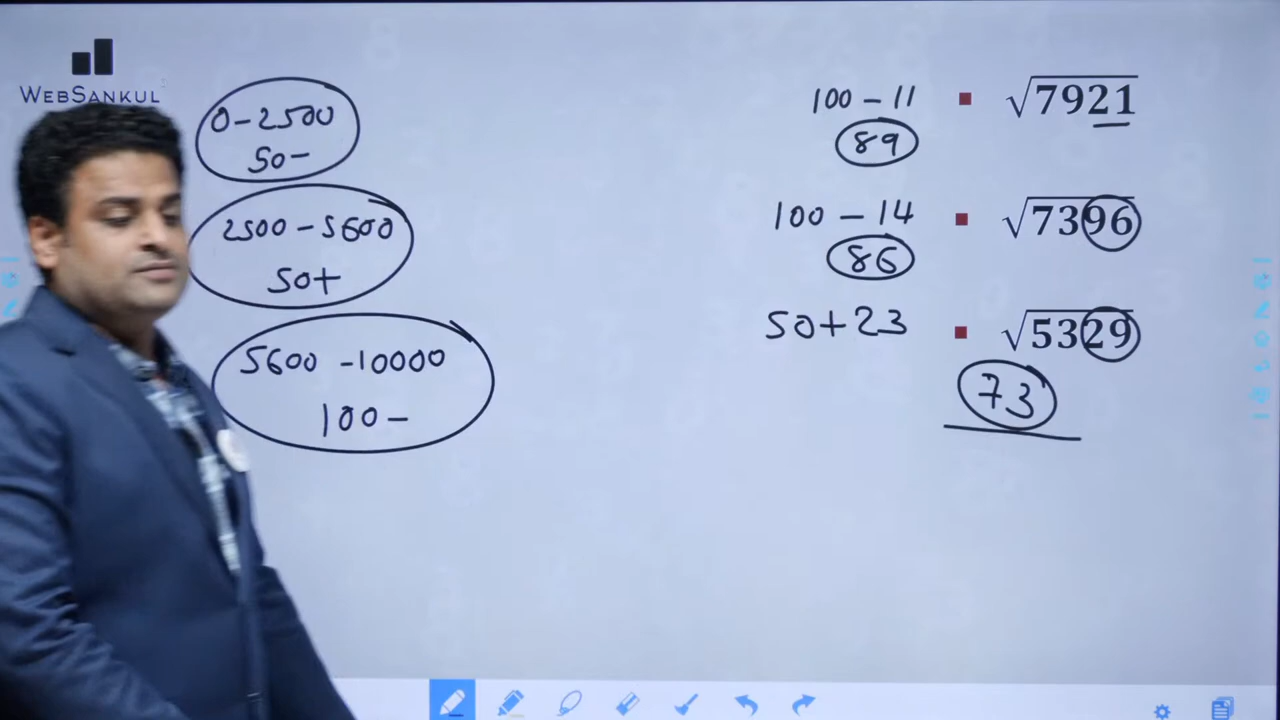 WEBSANKUL
0-2500
50-
2500-5600
50+
5600-10000
100-
100-11 ▪ √7921
89
100-14 ▪ √7396
86
50+23 ▪ √5329
73